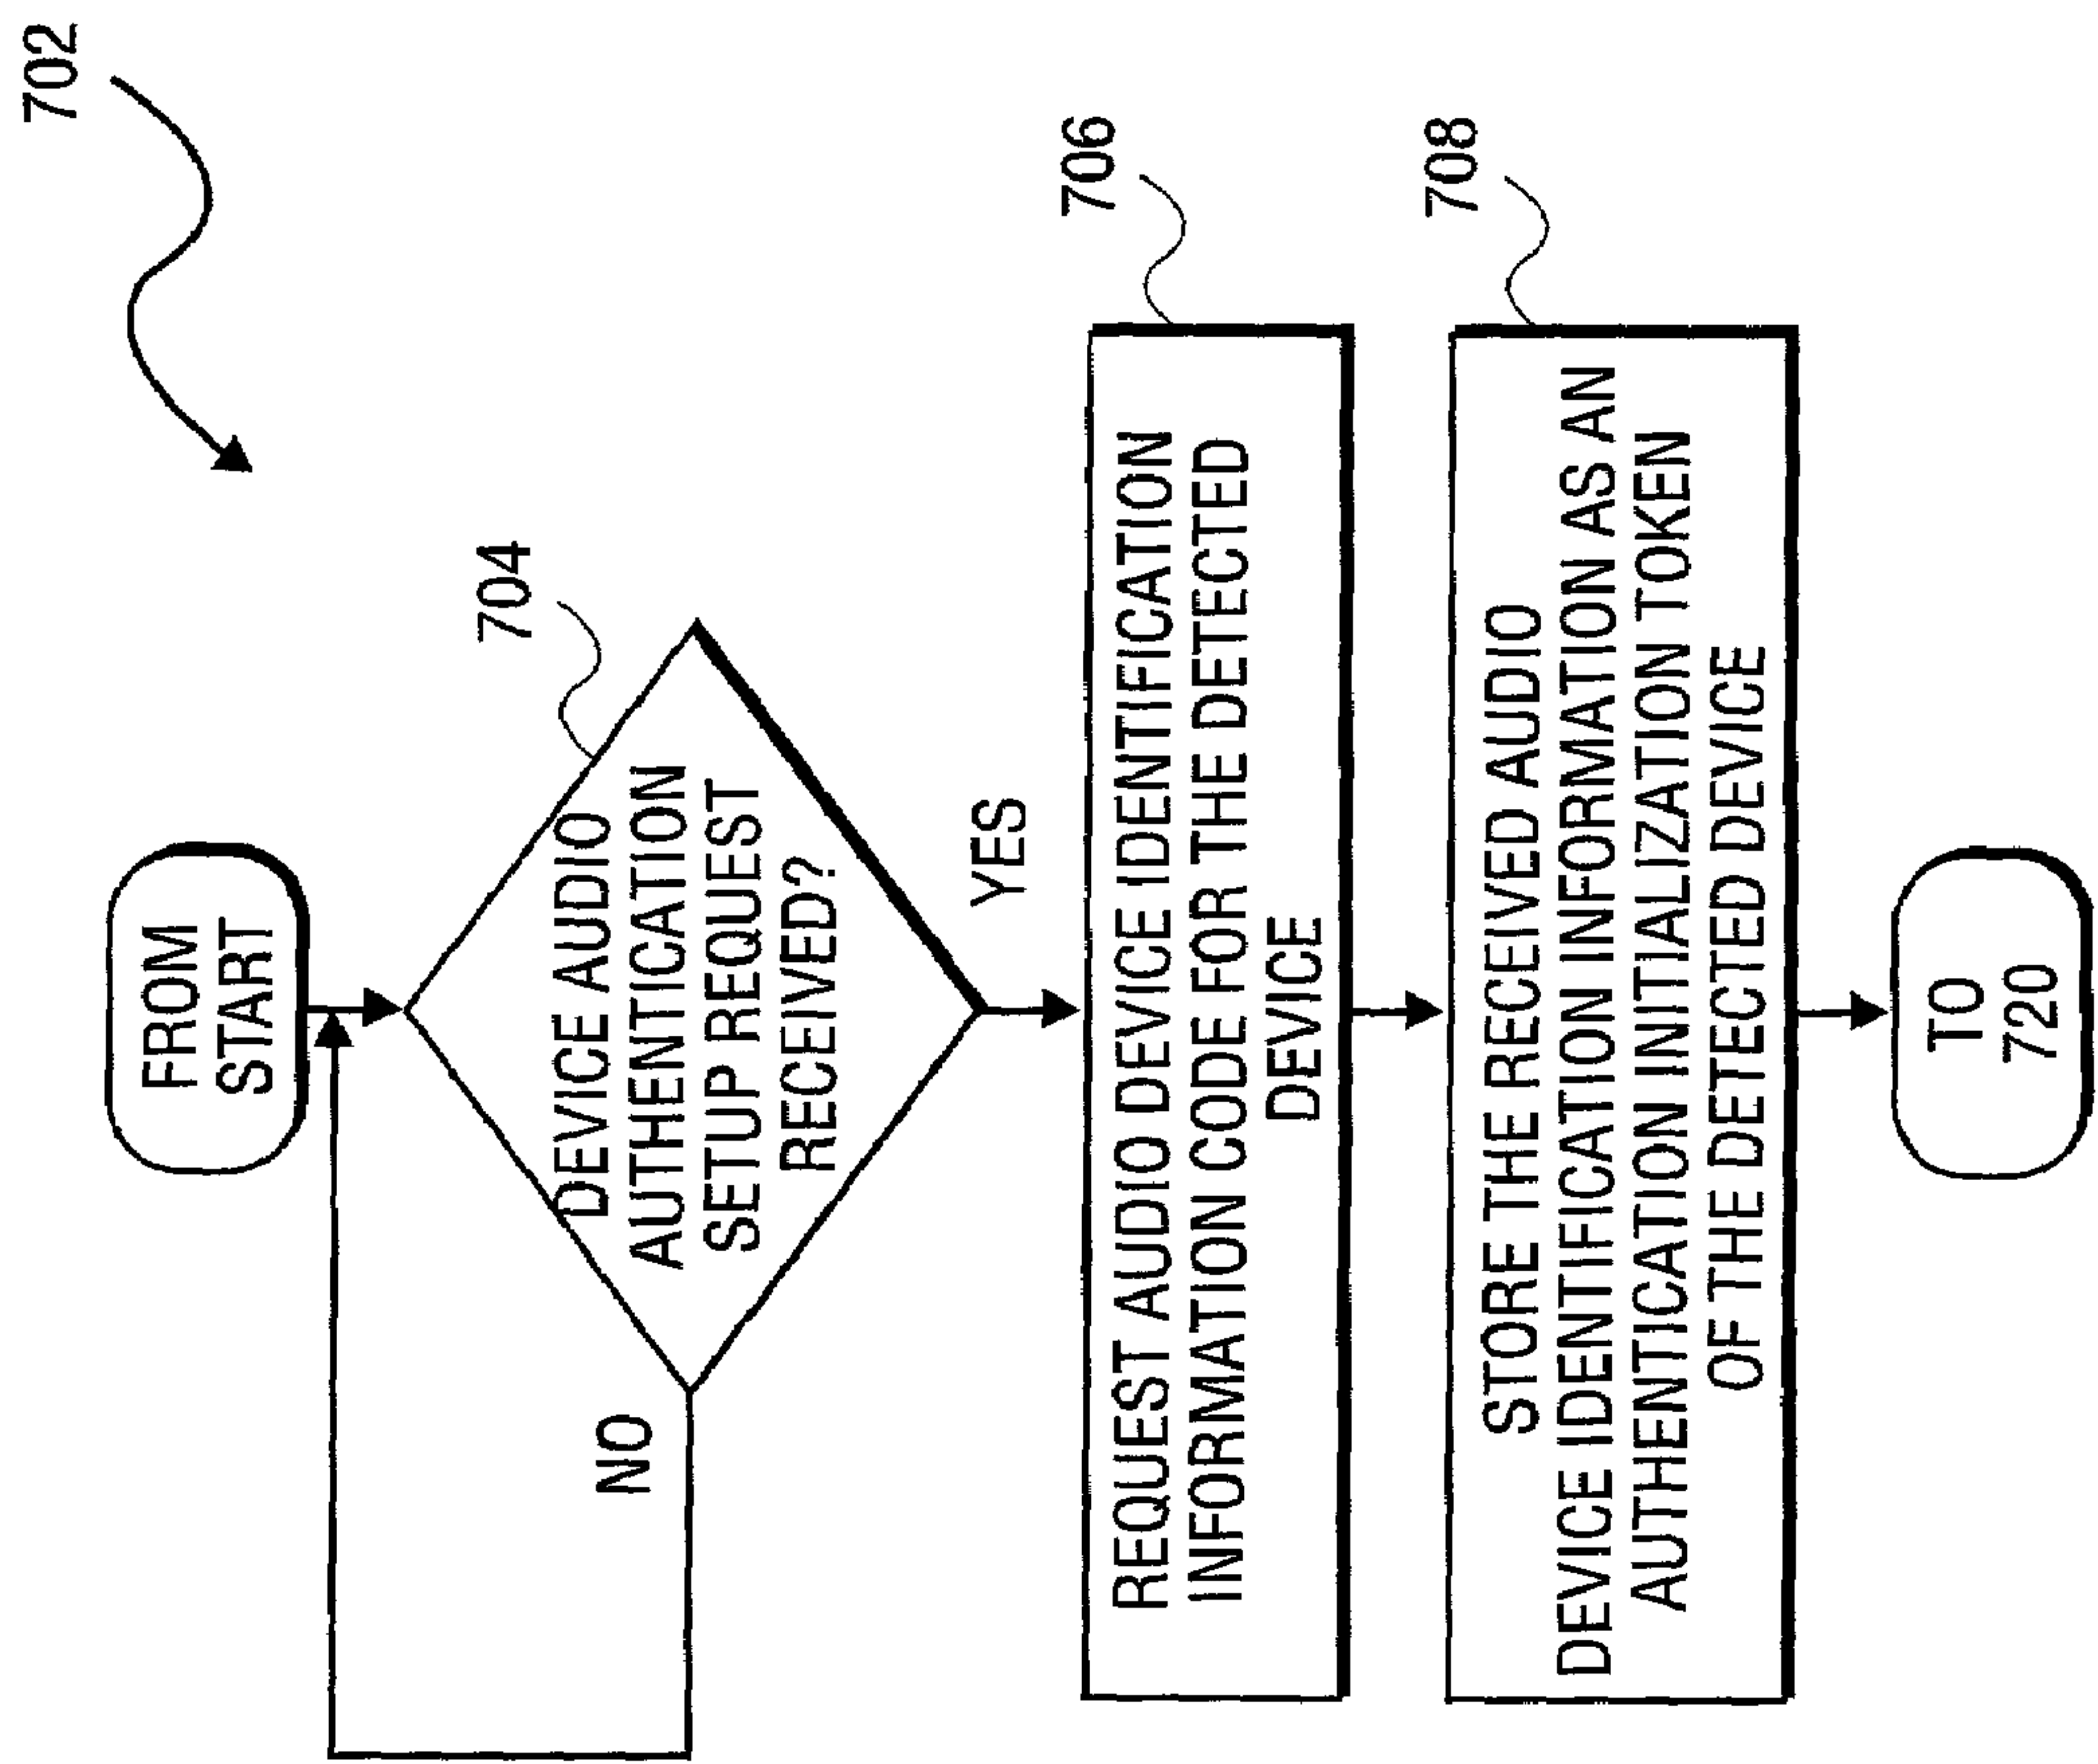 702
FROM
START
704
DEVICE AUDIO
AUTHENTICATION
SETUP REQUEST
RECEIVED?
NO
YES
706
REQUEST AUDIO DEVICE IDENTIFICATION
INFORMATION CODE FOR THE DETECTED
DEVICE
708
STORE THE RECEIVED AUDIO
DEVICE IDENTIFICATION INFORMATION AS AN
AUTHENTICATION INITIALIZATION TOKEN
OF THE DETECTED DEVICE
TO
720